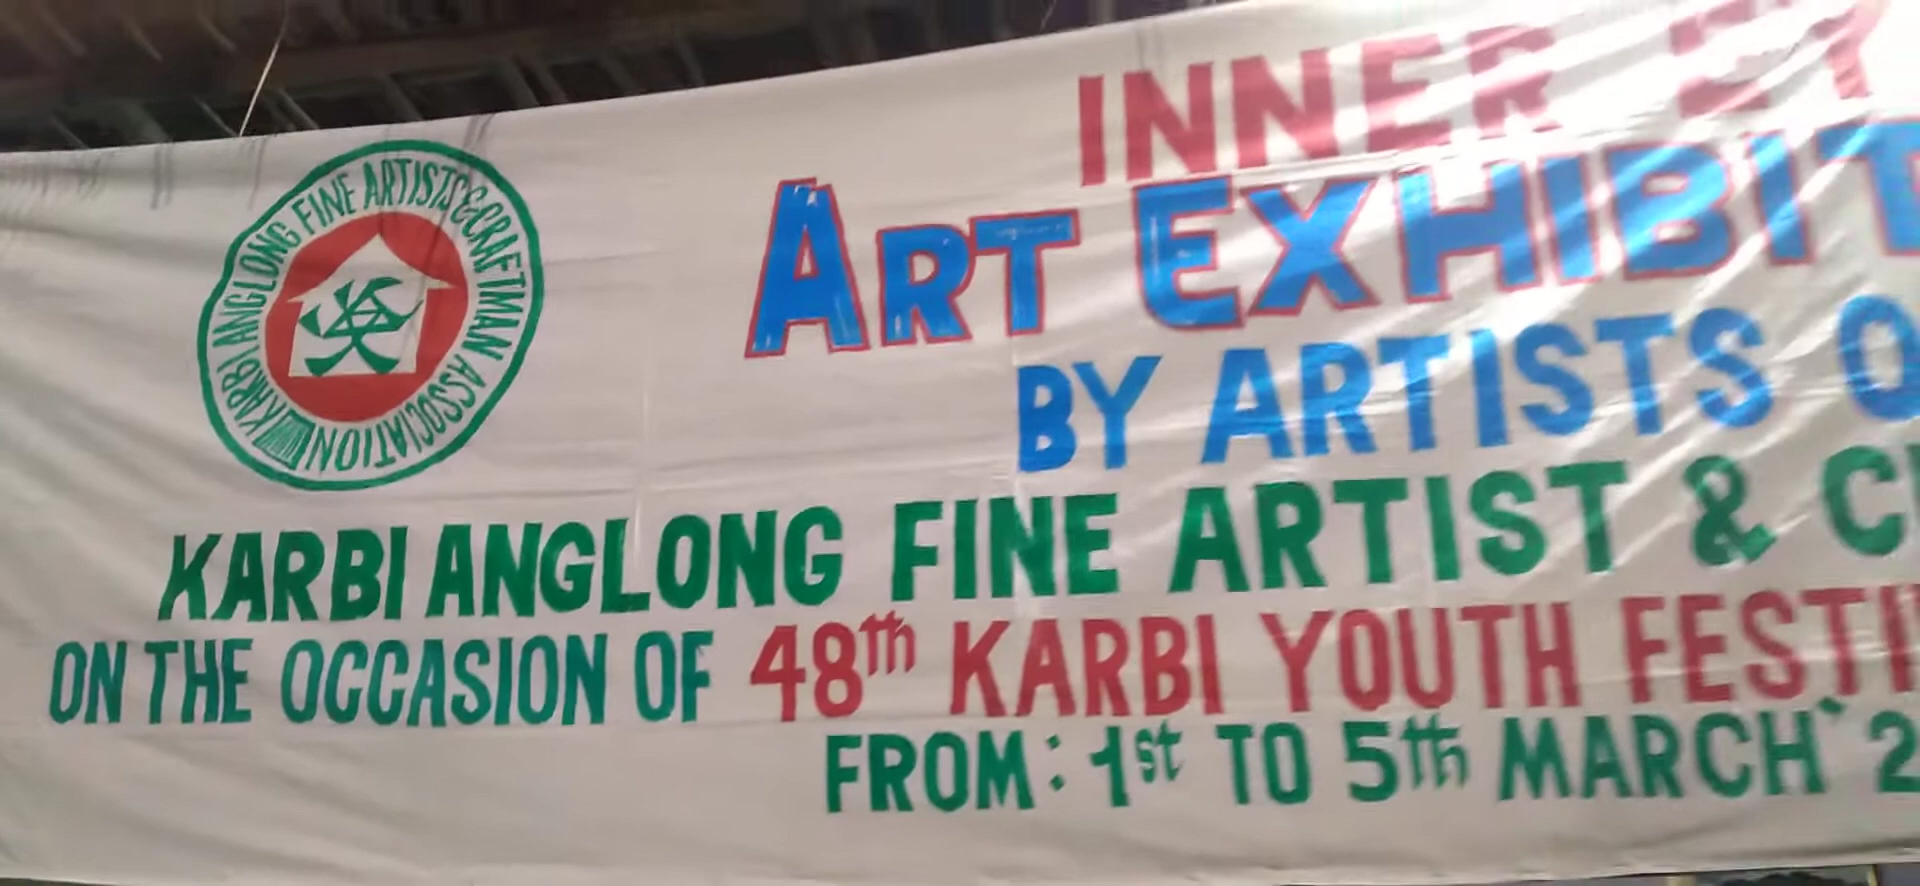 KARBI ANGLONG FINE ARTISTS & CRAFTMAN ASSOCIATION
INNER EY
ART EXHIBIT
BY ARTISTS O
KARBI ANGLONG FINE ARTIST & C
ON THE OCCASION OF 48th KARBI YOUTH FESTI
FROM: 1st TO 5th MARCH` 2